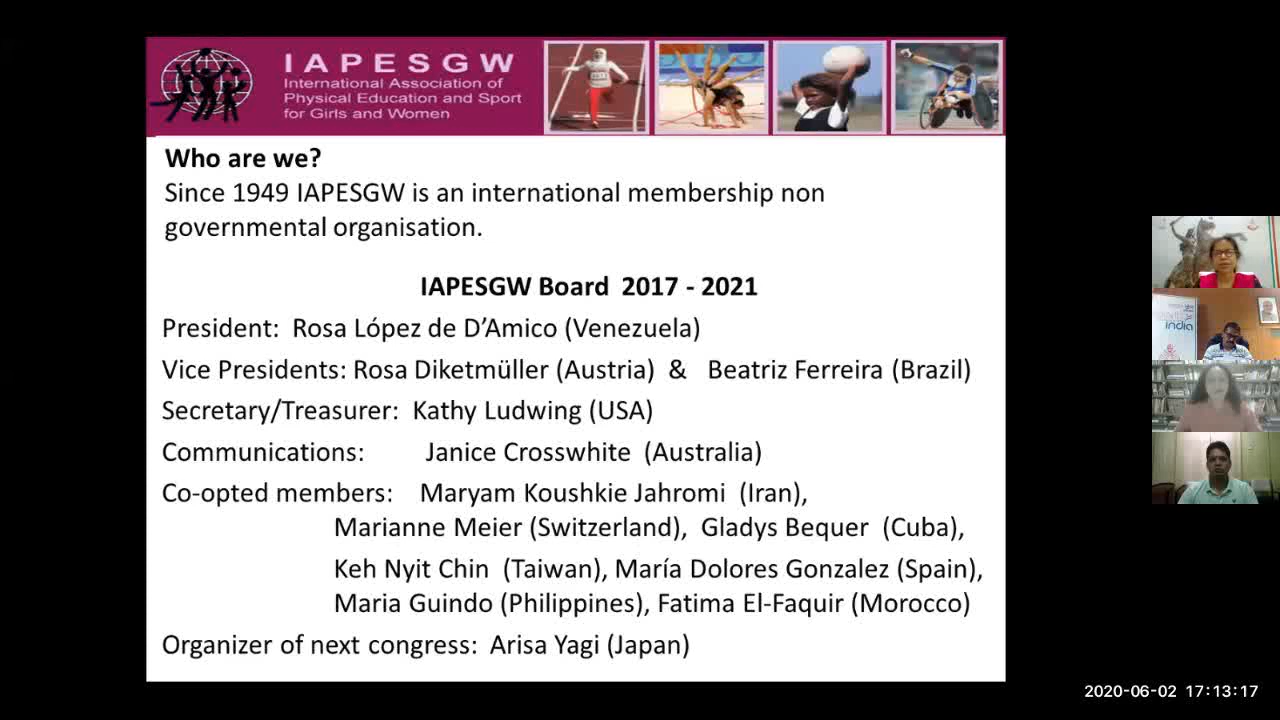 IAPESGW
International Association of
Physical Education and Sport
for Girls and Women
Who are we?
Since 1949 IAPESGW is an international membership non
governmental organisation.
IAPESGW Board 2017 - 2021
President: Rosa López de D’Amico (Venezuela)
Vice Presidents: Rosa Diketmüller (Austria) & Beatriz Ferreira (Brazil)
Secretary/Treasurer: Kathy Ludwing (USA)
Communications: Janice Crosswhite (Australia)
Co-opted members: Maryam Koushkie Jahromi (Iran),
Marianne Meier (Switzerland), Gladys Bequer (Cuba),
Keh Nyit Chin (Taiwan), María Dolores Gonzalez (Spain),
Maria Guindo (Philippines), Fatima El-Faquir (Morocco)
Organizer of next congress: Arisa Yagi (Japan)
india
2020-06-02 17:13:17